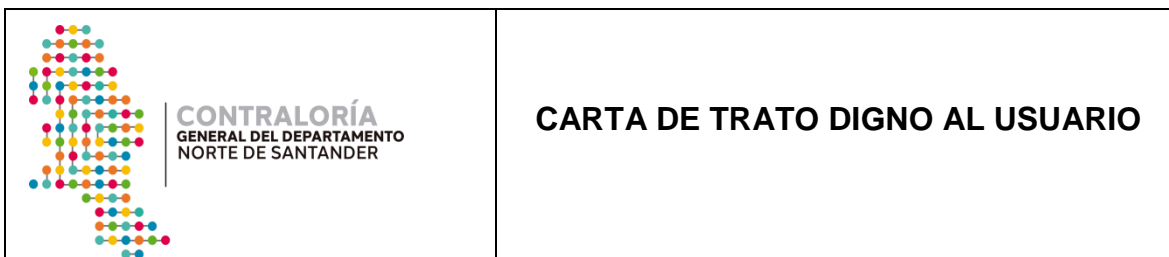 CONTRALORÍA
GENERAL DEL DEPARTAMENTO
NORTE DE SANTANDER
CARTA DE TRATO DIGNO AL USUARIO